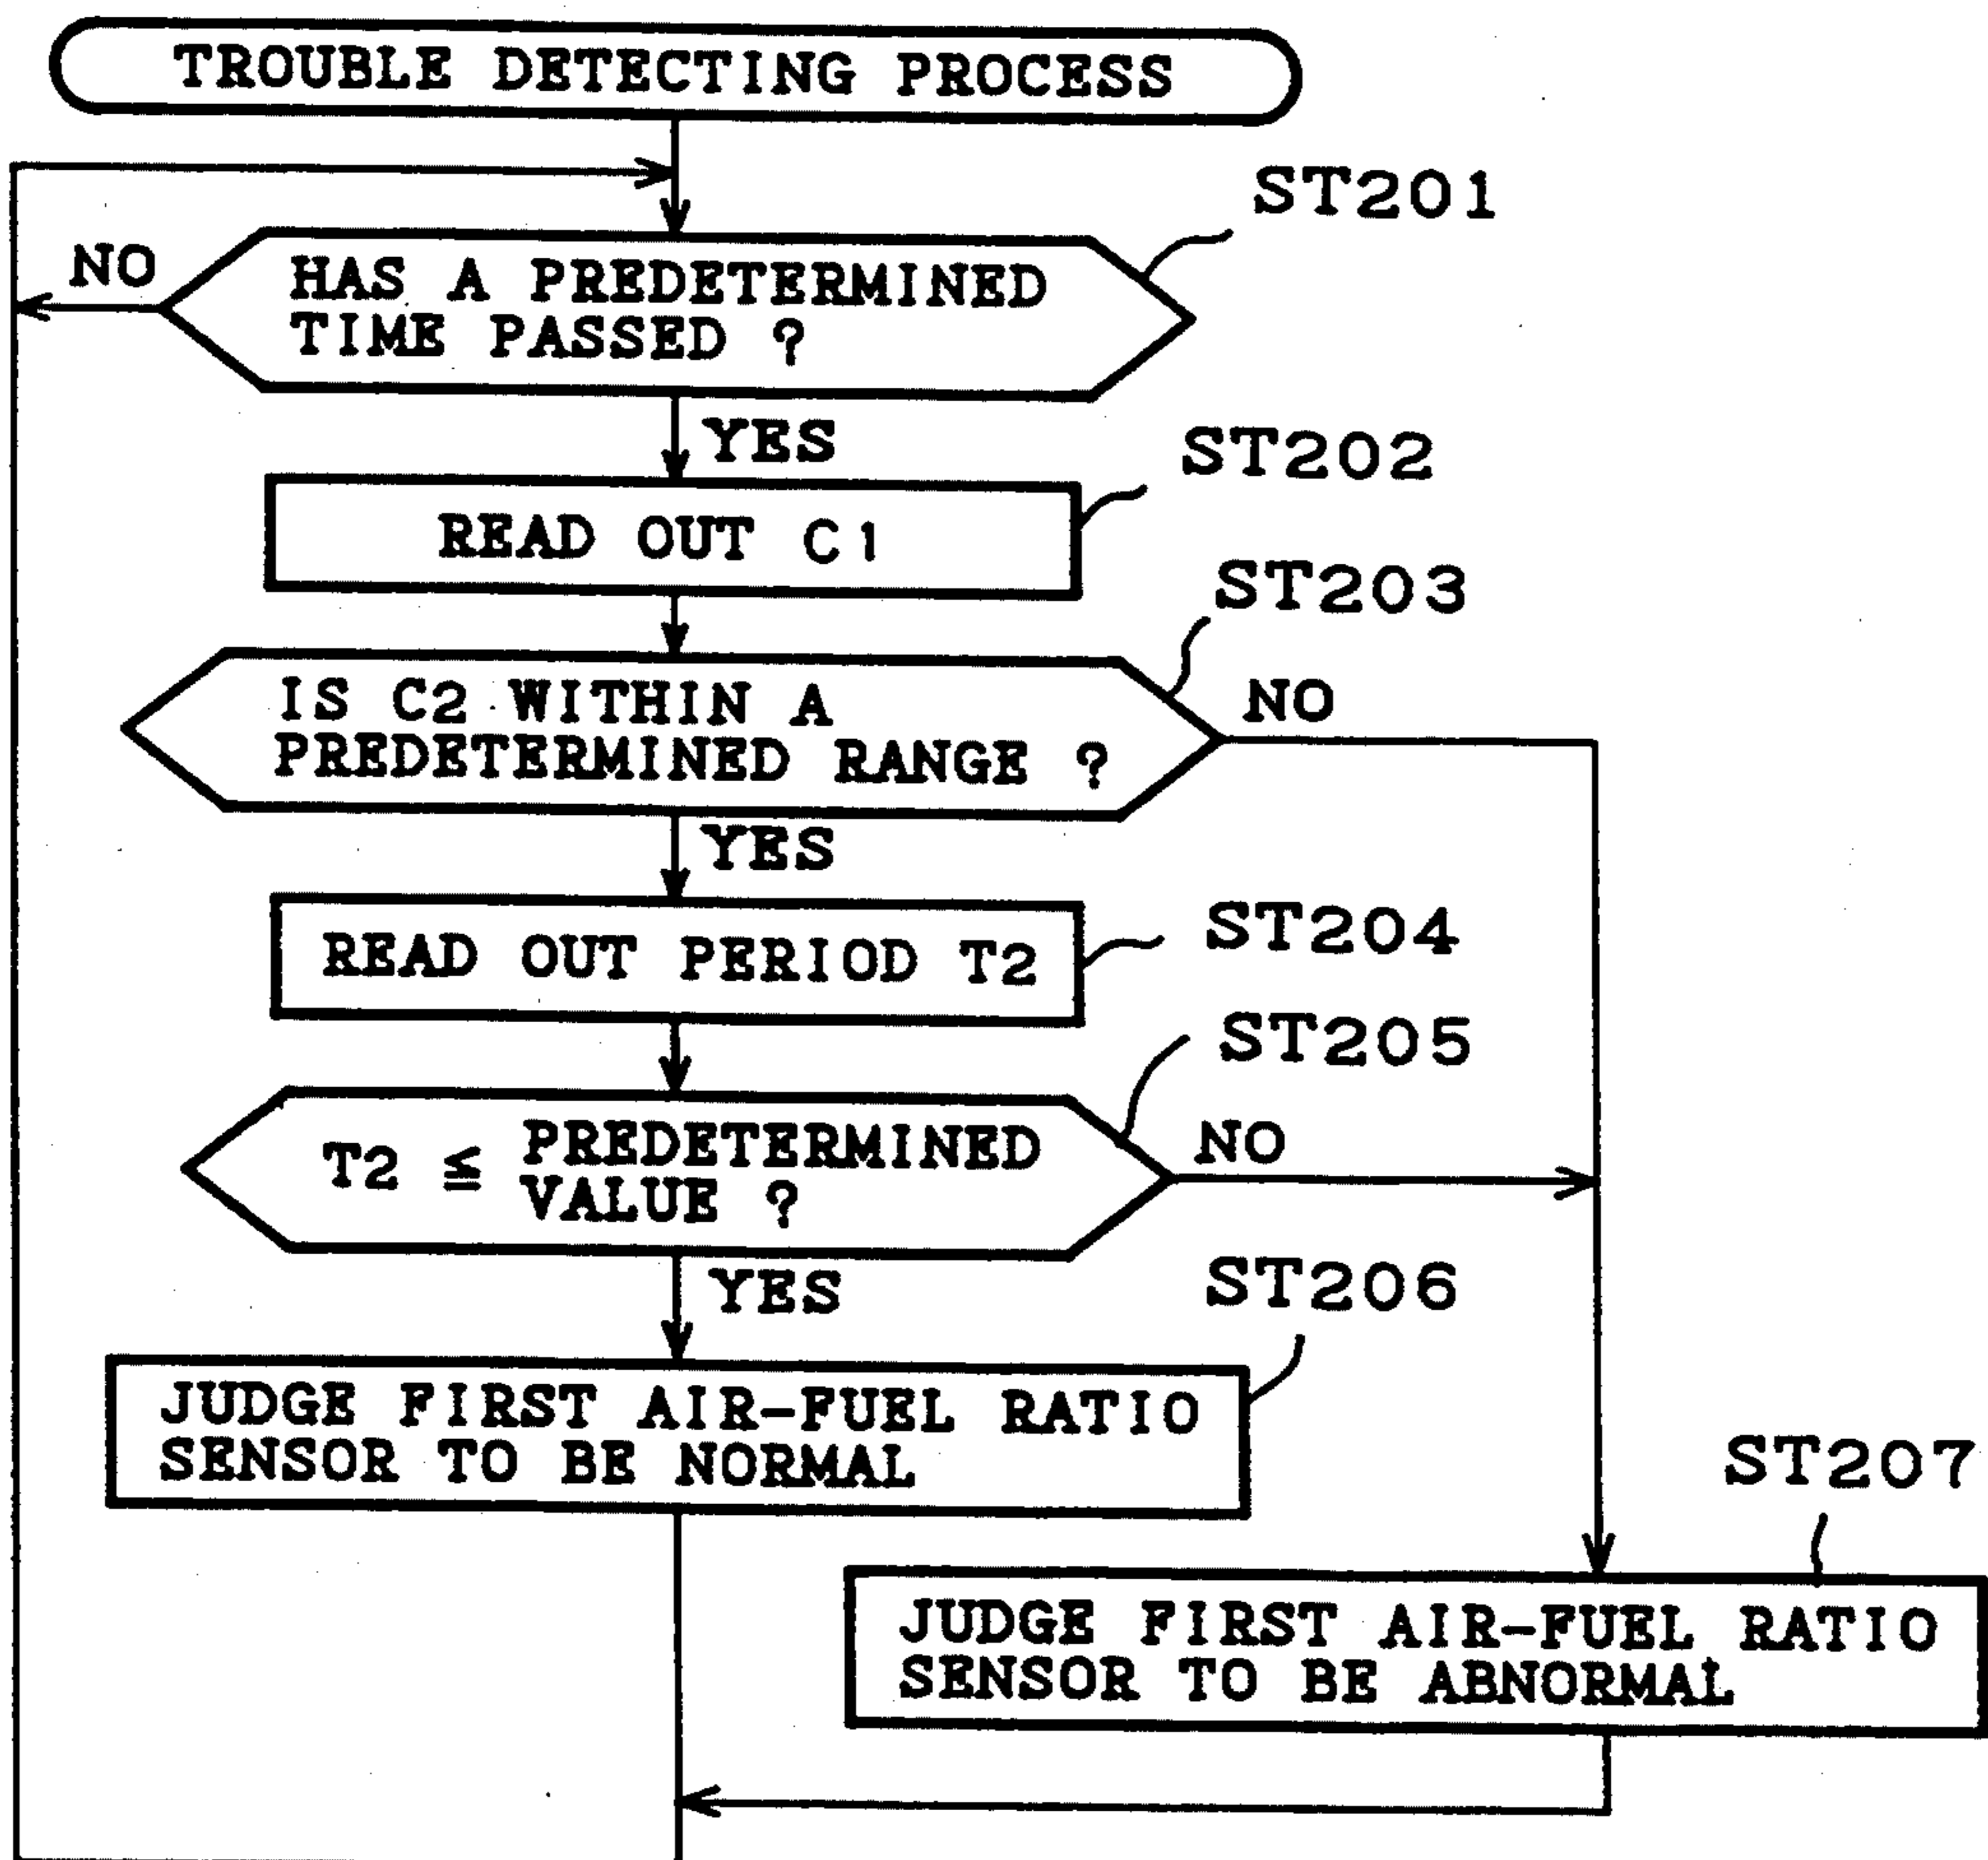 TROUBLE DETECTING PROCESS
ST201
NO
HAS A PREDETERMINED
TIME PASSED ?
YES
ST202
READ OUT C1
ST203
IS C2 WITHIN A
PREDETERMINED RANGE ?
NO
YES
ST204
READ OUT PERIOD T2
ST205
T2 ≦ PREDETERMINED
VALUE ?
NO
YES
ST206
JUDGE FIRST AIR-FUEL RATIO
SENSOR TO BE NORMAL
ST207
JUDGE FIRST AIR-FUEL RATIO
SENSOR TO BE ABNORMAL